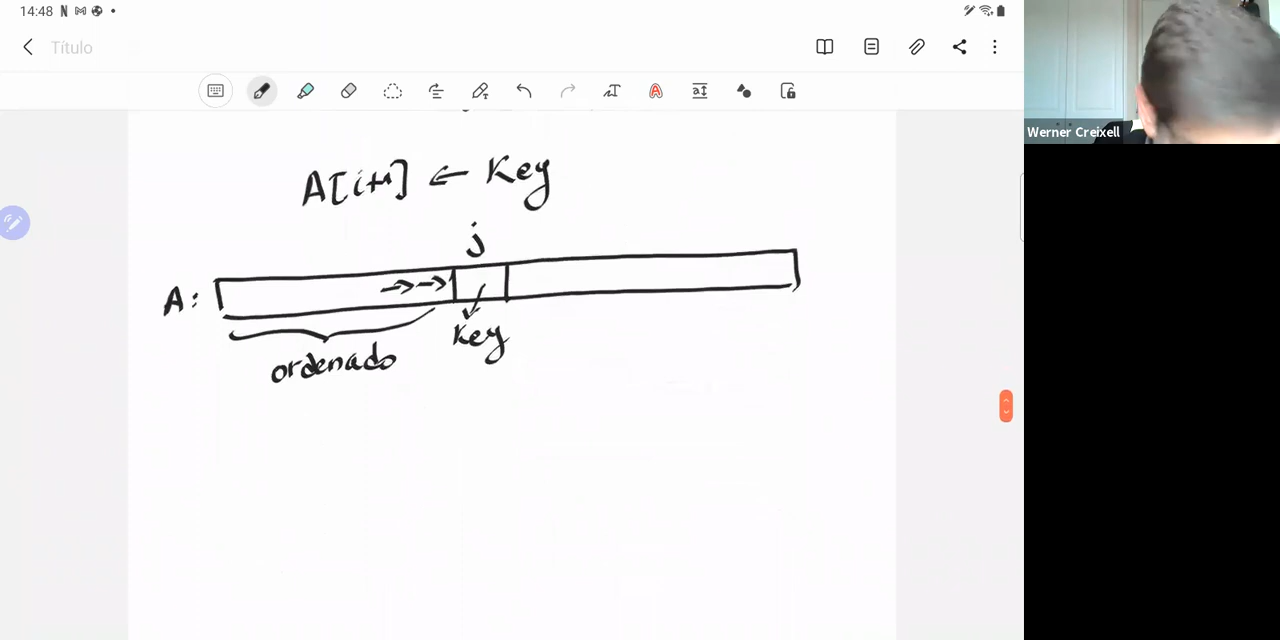 14:48
Título
Werner Creixell
A[i+1] ← Key
j
A:
Key
ordenado